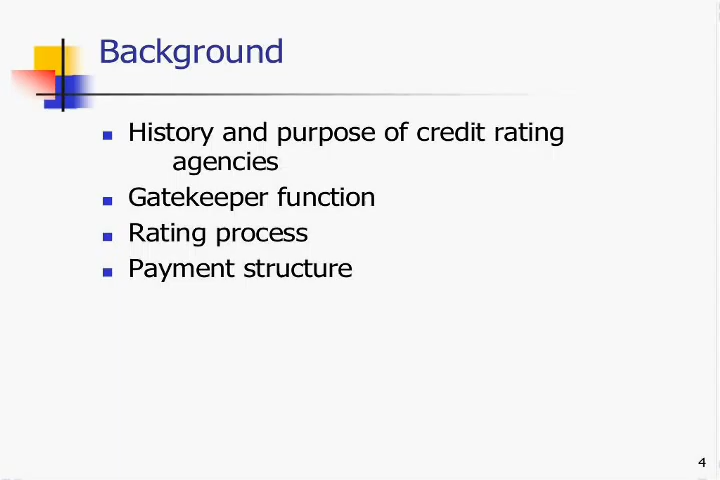 Background
History and purpose of credit rating
agencies
Gatekeeper function
Rating process
Payment structure
4